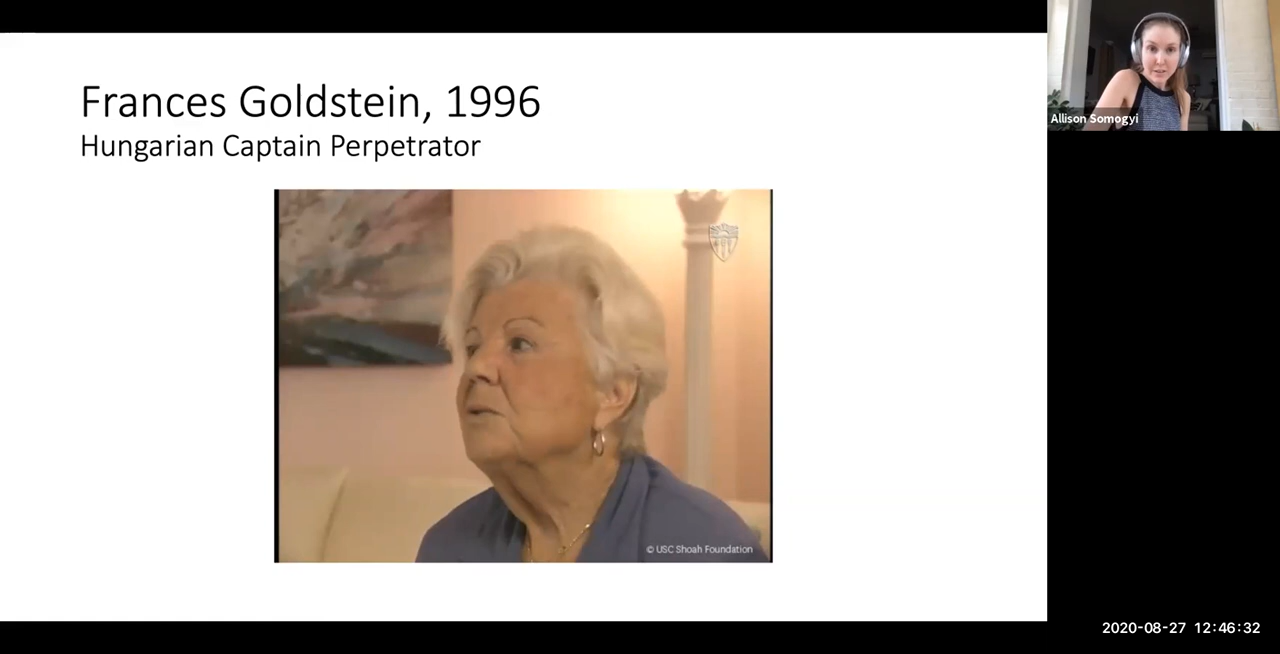 Frances Goldstein, 1996
Hungarian Captain Perpetrator
Allison Somogyi
© USC Shoah Foundation
2020-08-27 12:46:32